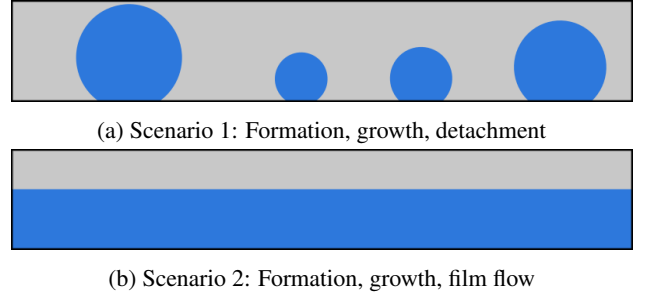 (a) Scenario 1: Formation, growth, detachment
(b) Scenario 2: Formation, growth, film flow